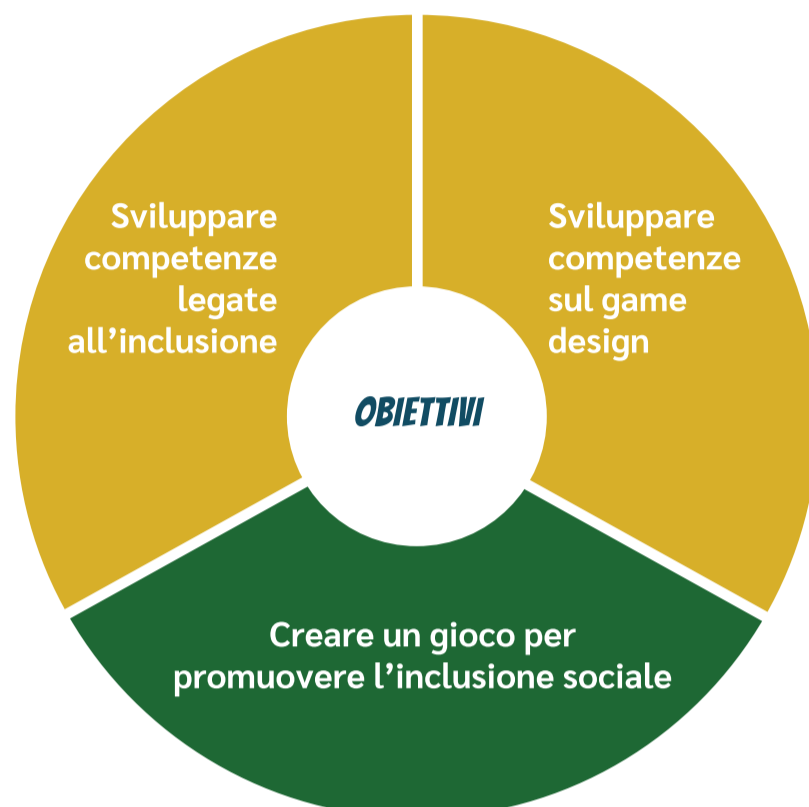 Sviluppare
competenze
legate
all’inclusione
Sviluppare
competenze
sul game
design
OBIETTIVI
Creare un gioco per
promuovere l’inclusione sociale